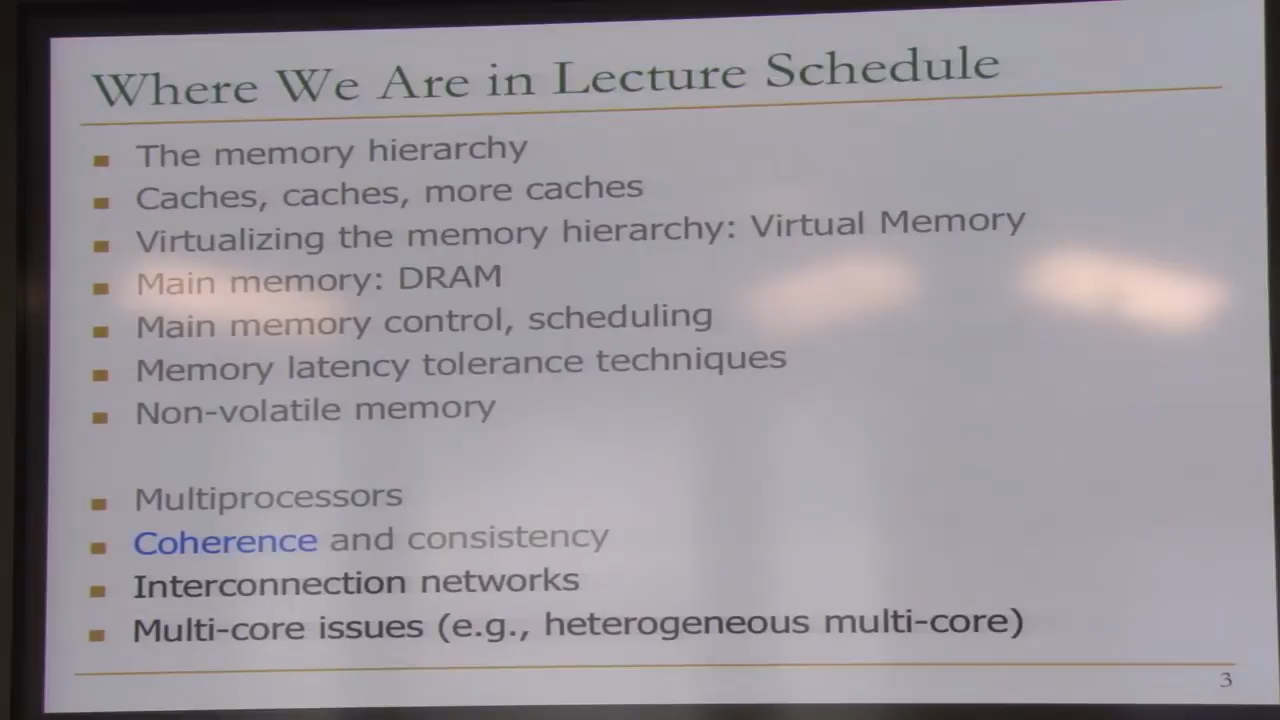 Where We Are in Lecture Schedule
The memory hierarchy
Caches, caches, more caches
Virtualizing the memory hierarchy: Virtual Memory
Main memory: DRAM
Main memory control, scheduling
Memory latency tolerance techniques
Non-volatile memory
Multiprocessors
Coherence and consistency
Interconnection networks
Multi-core issues (e.g., heterogeneous multi-core)
3